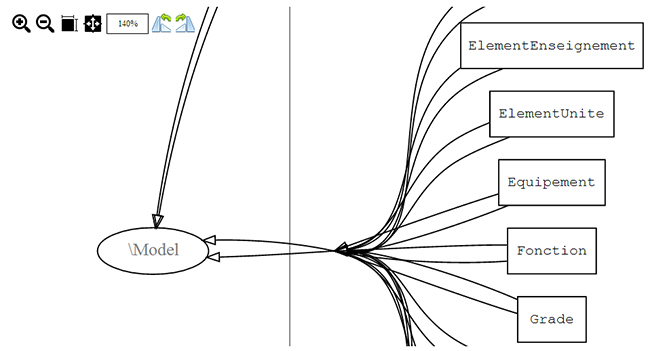 140%
ElementEnseignement
ElementUnite
Equipement
\Model
Fonction
Grade